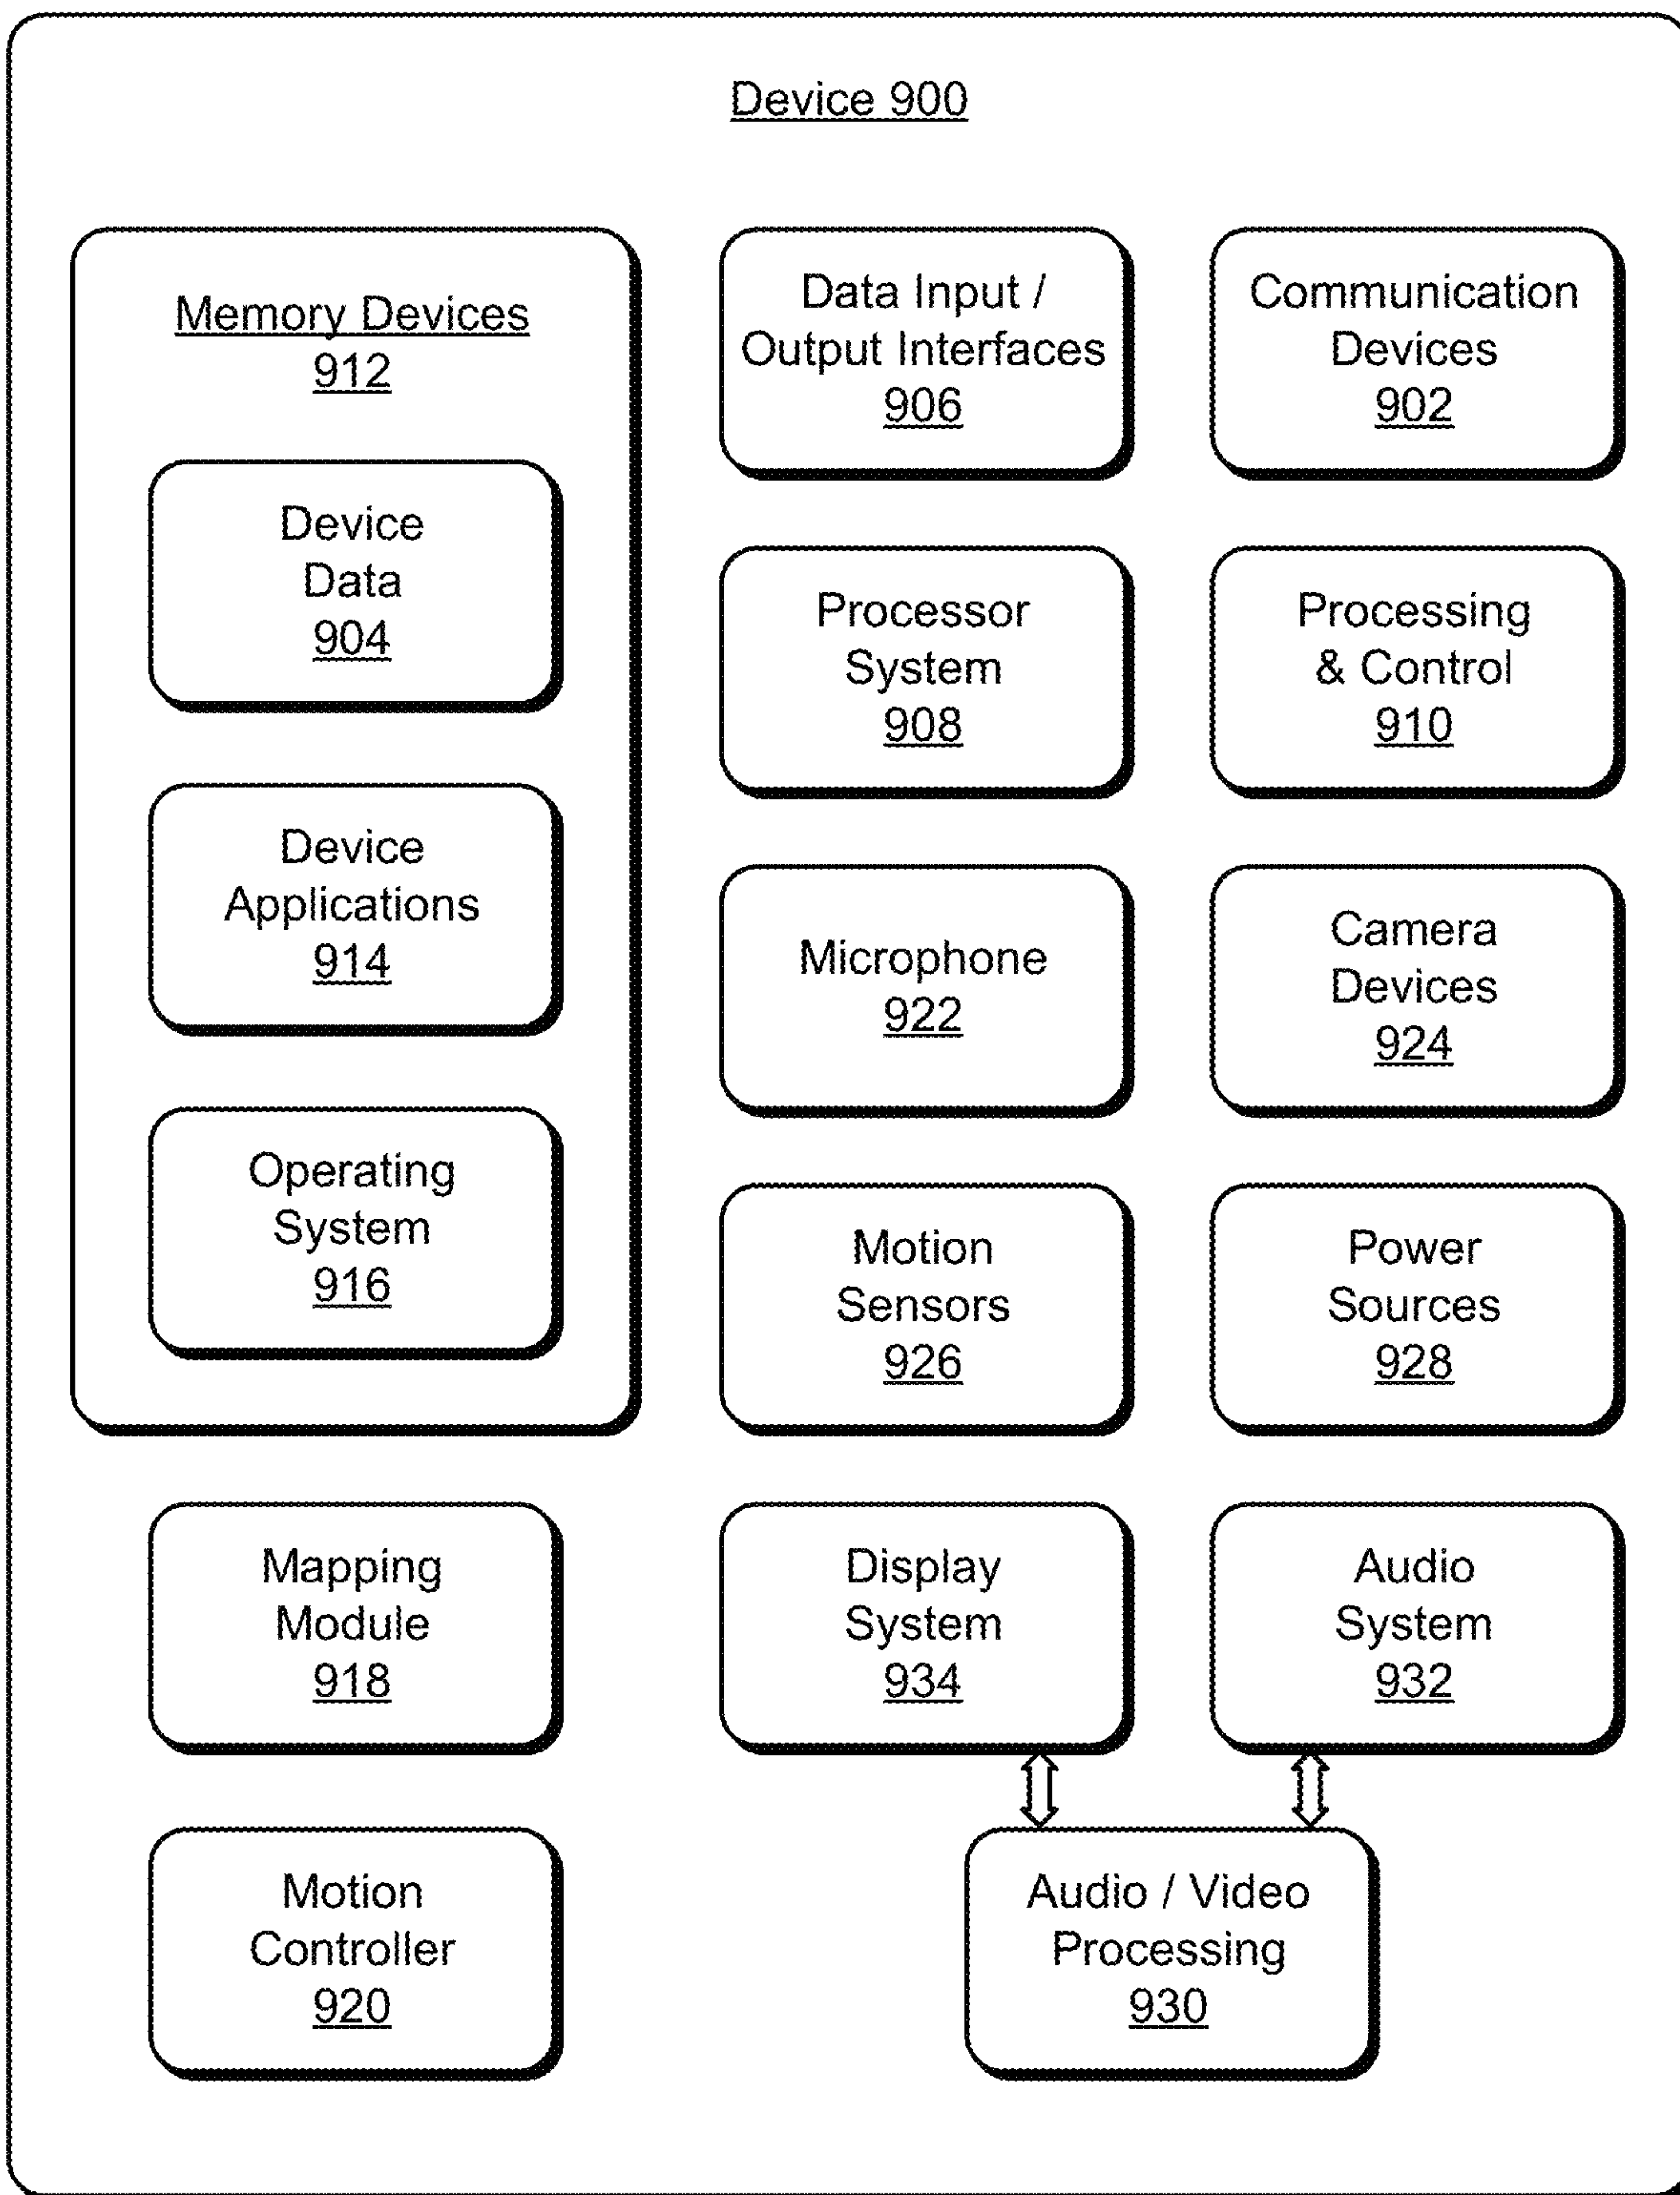 Device 900
Memory Devices
912
Device
Data
904
Device
Applications
914
Operating
System
916
Mapping
Module
918
Motion
Controller
920
Data Input /
Output Interfaces
906
Communication
Devices
902
Processor
System
908
Processing
& Control
910
Microphone
922
Camera
Devices
924
Motion
Sensors
926
Power
Sources
928
Display
System
934
Audio
System
932
Audio / Video
Processing
930